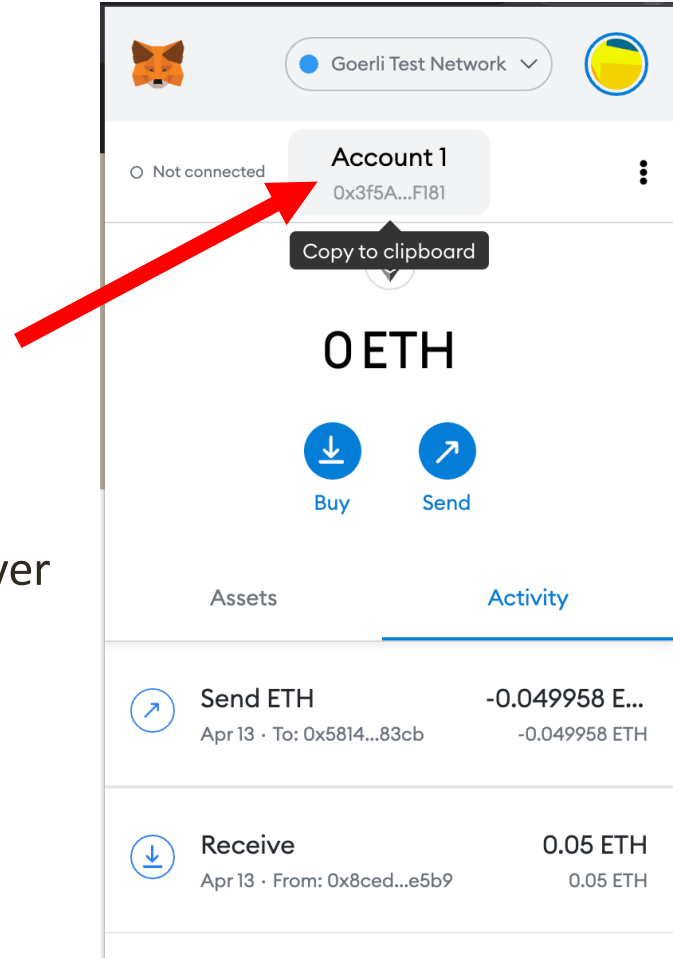 Goerli Test Network
Not connected
Account 1
0x3f5A...F181
Copy to clipboard
0 ETH
Buy
Send
ver
Assets
Activity
Send ETH
-0.049958 E...
Apr 13 · To: 0x5814...83cb
-0.049958 ETH
Receive
0.05 ETH
Apr 13 · From: 0x8ced...e5b9
0.05 ETH